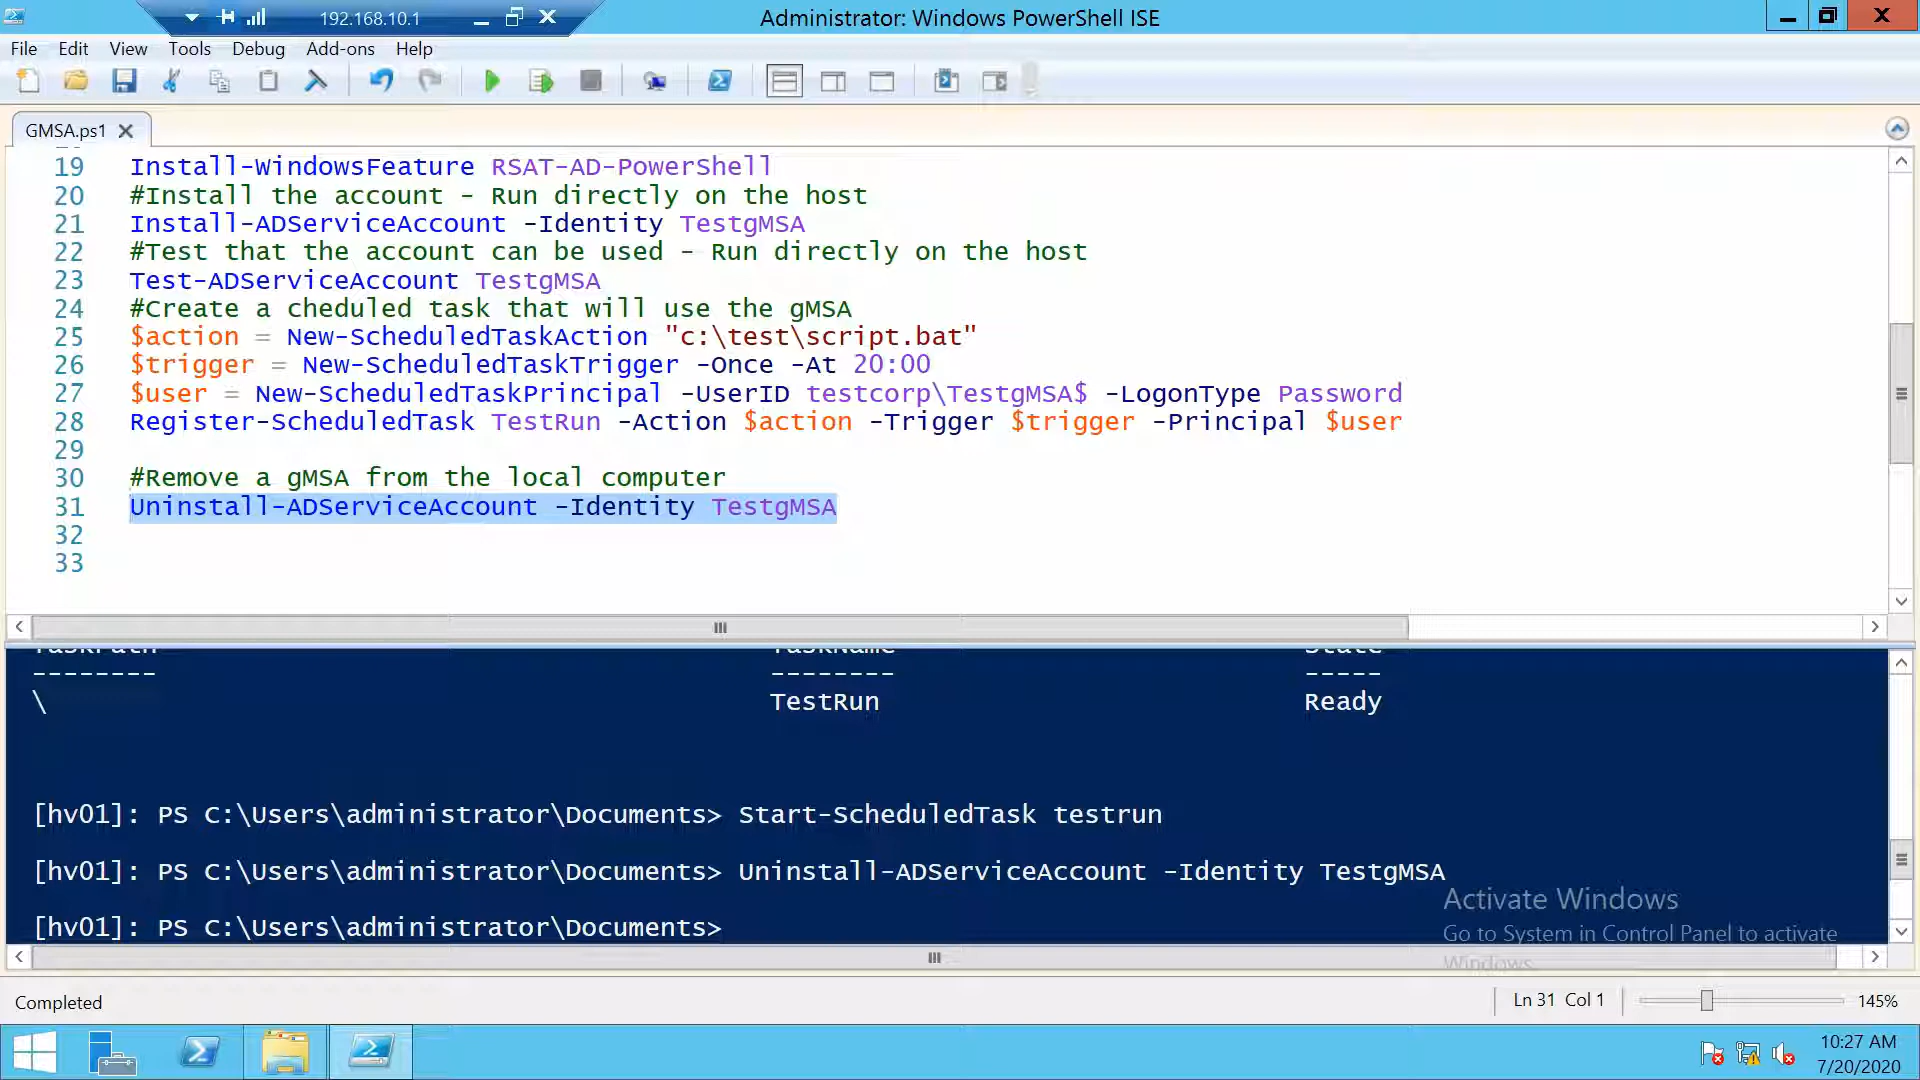 192.168.10.1
Administrator: Windows PowerShell ISE
File Edit View Tools Debug Add-ons Help
GMSA.ps1
19 Install-WindowsFeature RSAT-AD-PowerShell
20 #Install the account - Run directly on the host
21 Install-ADServiceAccount -Identity TestgMSA
22 #Test that the account can be used - Run directly on the host
23 Test-ADServiceAccount TestgMSA
24 #Create a cheduled task that will use the gMSA
25 $action = New-ScheduledTaskAction "c:\test\script.bat"
26 $trigger = New-ScheduledTaskTrigger -Once -At 20:00
27 $user = New-ScheduledTaskPrincipal -UserID testcorp\TestgMSA$ -LogonType Password
28 Register-ScheduledTask TestRun -Action $action -Trigger $trigger -Principal $user
29
30 #Remove a gMSA from the local computer
31 Uninstall-ADServiceAccount -Identity TestgMSA
32
33
TaskPath TaskName State
-------- -------- -----
\ TestRun Ready
[hv01]: PS C:\Users\administrator\Documents> Start-ScheduledTask testrun
[hv01]: PS C:\Users\administrator\Documents> Uninstall-ADServiceAccount -Identity TestgMSA
[hv01]: PS C:\Users\administrator\Documents>
Activate Windows
Go to System in Control Panel to activate
Windows.
Completed
Ln 31 Col 1
145%
10:27 AM
7/20/2020